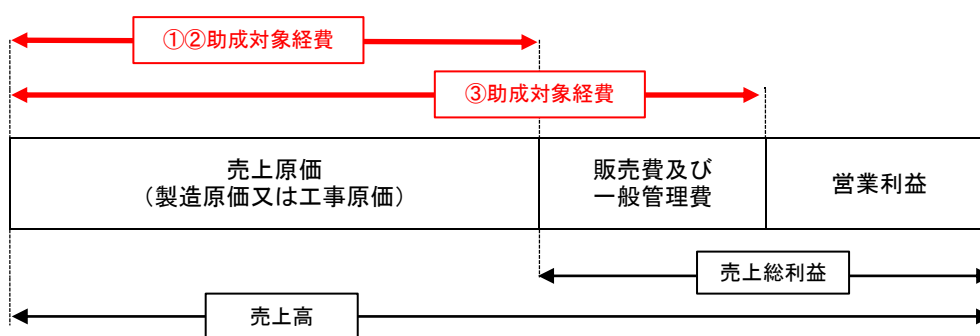 ①②助成対象経費
③助成対象経費
売上原価
（製造原価又は工事原価）
販売費及び
一般管理費
営業利益
売上総利益
売上高